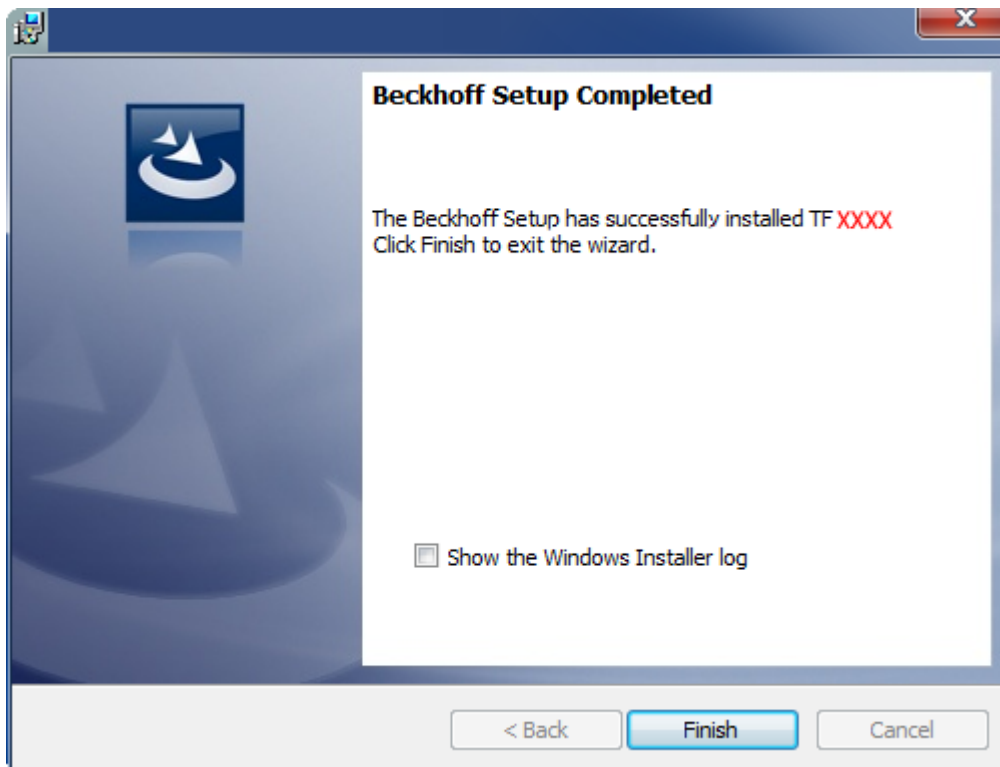 X
Beckhoff Setup Completed
The Beckhoff Setup has successfully installed TF XXXX
Click Finish to exit the wizard.
Show the Windows Installer log
< Back
Finish
Cancel